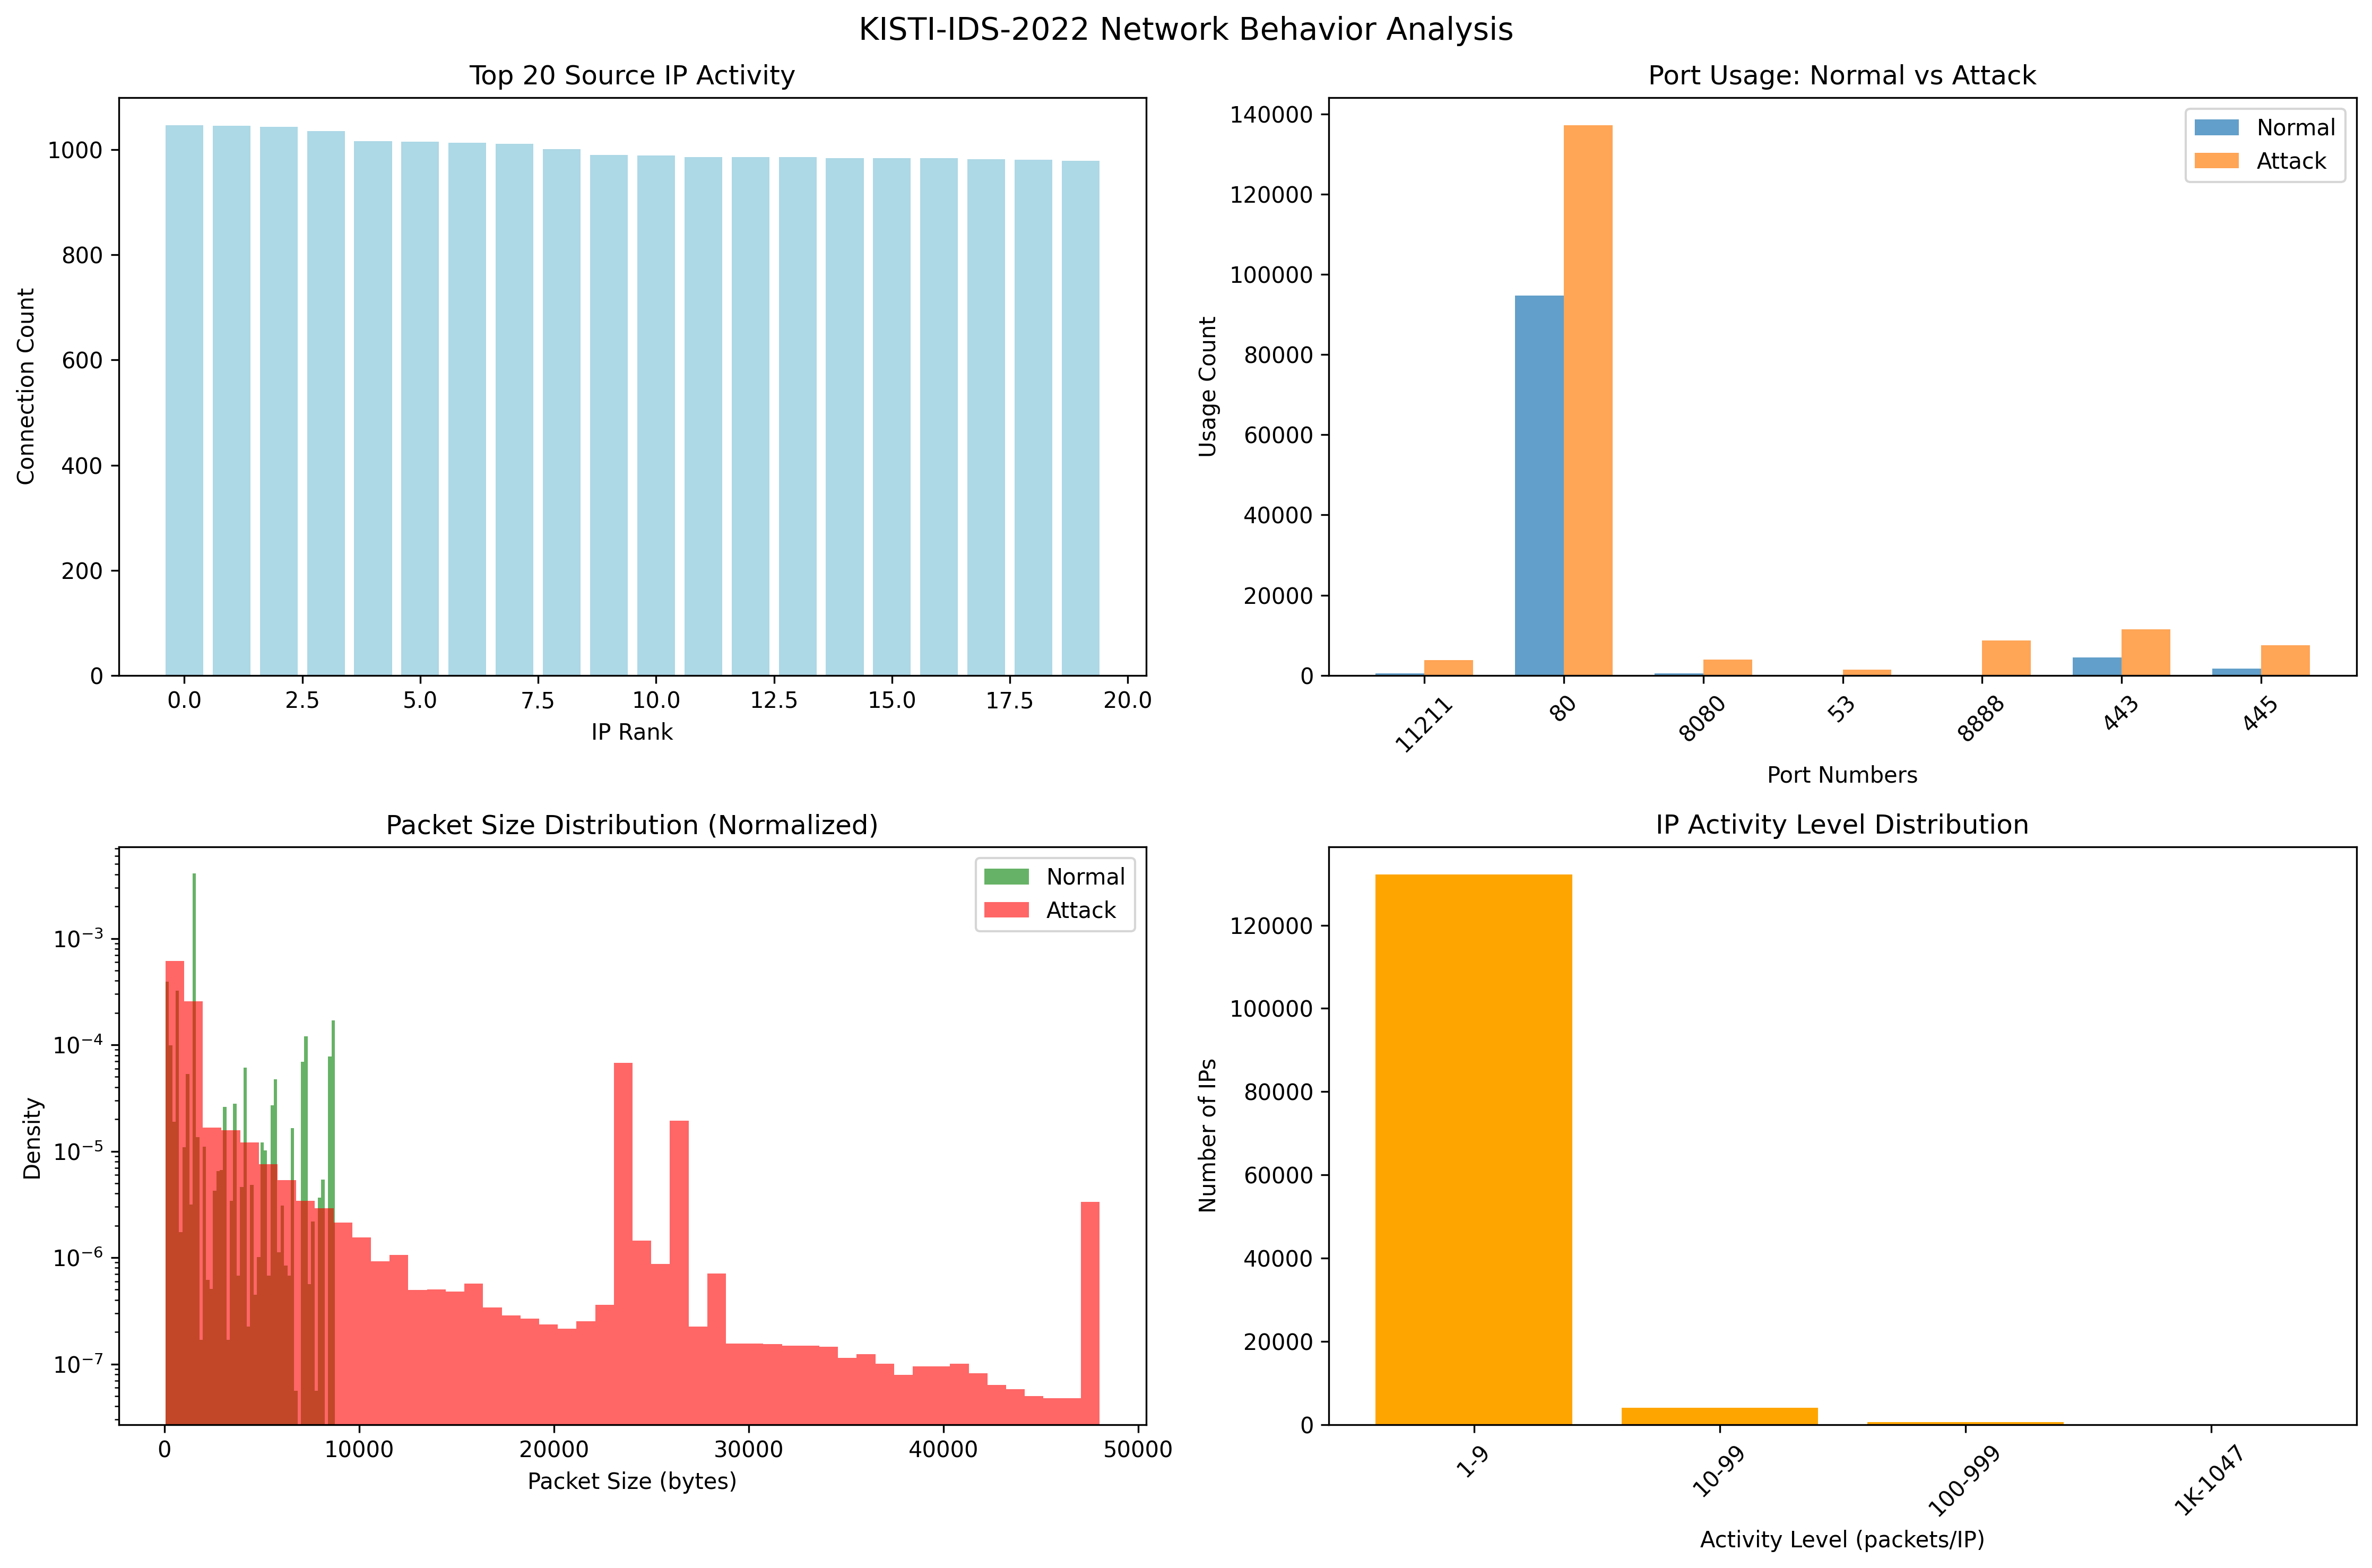 KISTI-IDS-2022 Network Behavior Analysis
Top 20 Source IP Activity
Connection Count
1000
800
600
400
200
0
0.0 2.5 5.0 7.5 10.0 12.5 15.0 17.5 20.0
IP Rank
Port Usage: Normal vs Attack
Normal
Attack
Usage Count
140000
120000
100000
80000
60000
40000
20000
0
11211 80 8080 53 8888 443 445
Port Numbers
Packet Size Distribution (Normalized)
Normal
Attack
Density
10⁻³
10⁻⁴
10⁻⁵
10⁻⁶
10⁻⁷
0 10000 20000 30000 40000 50000
Packet Size (bytes)
IP Activity Level Distribution
Number of IPs
120000
100000
80000
60000
40000
20000
0
1-9 10-99 100-999 1K-1047
Activity Level (packets/IP)